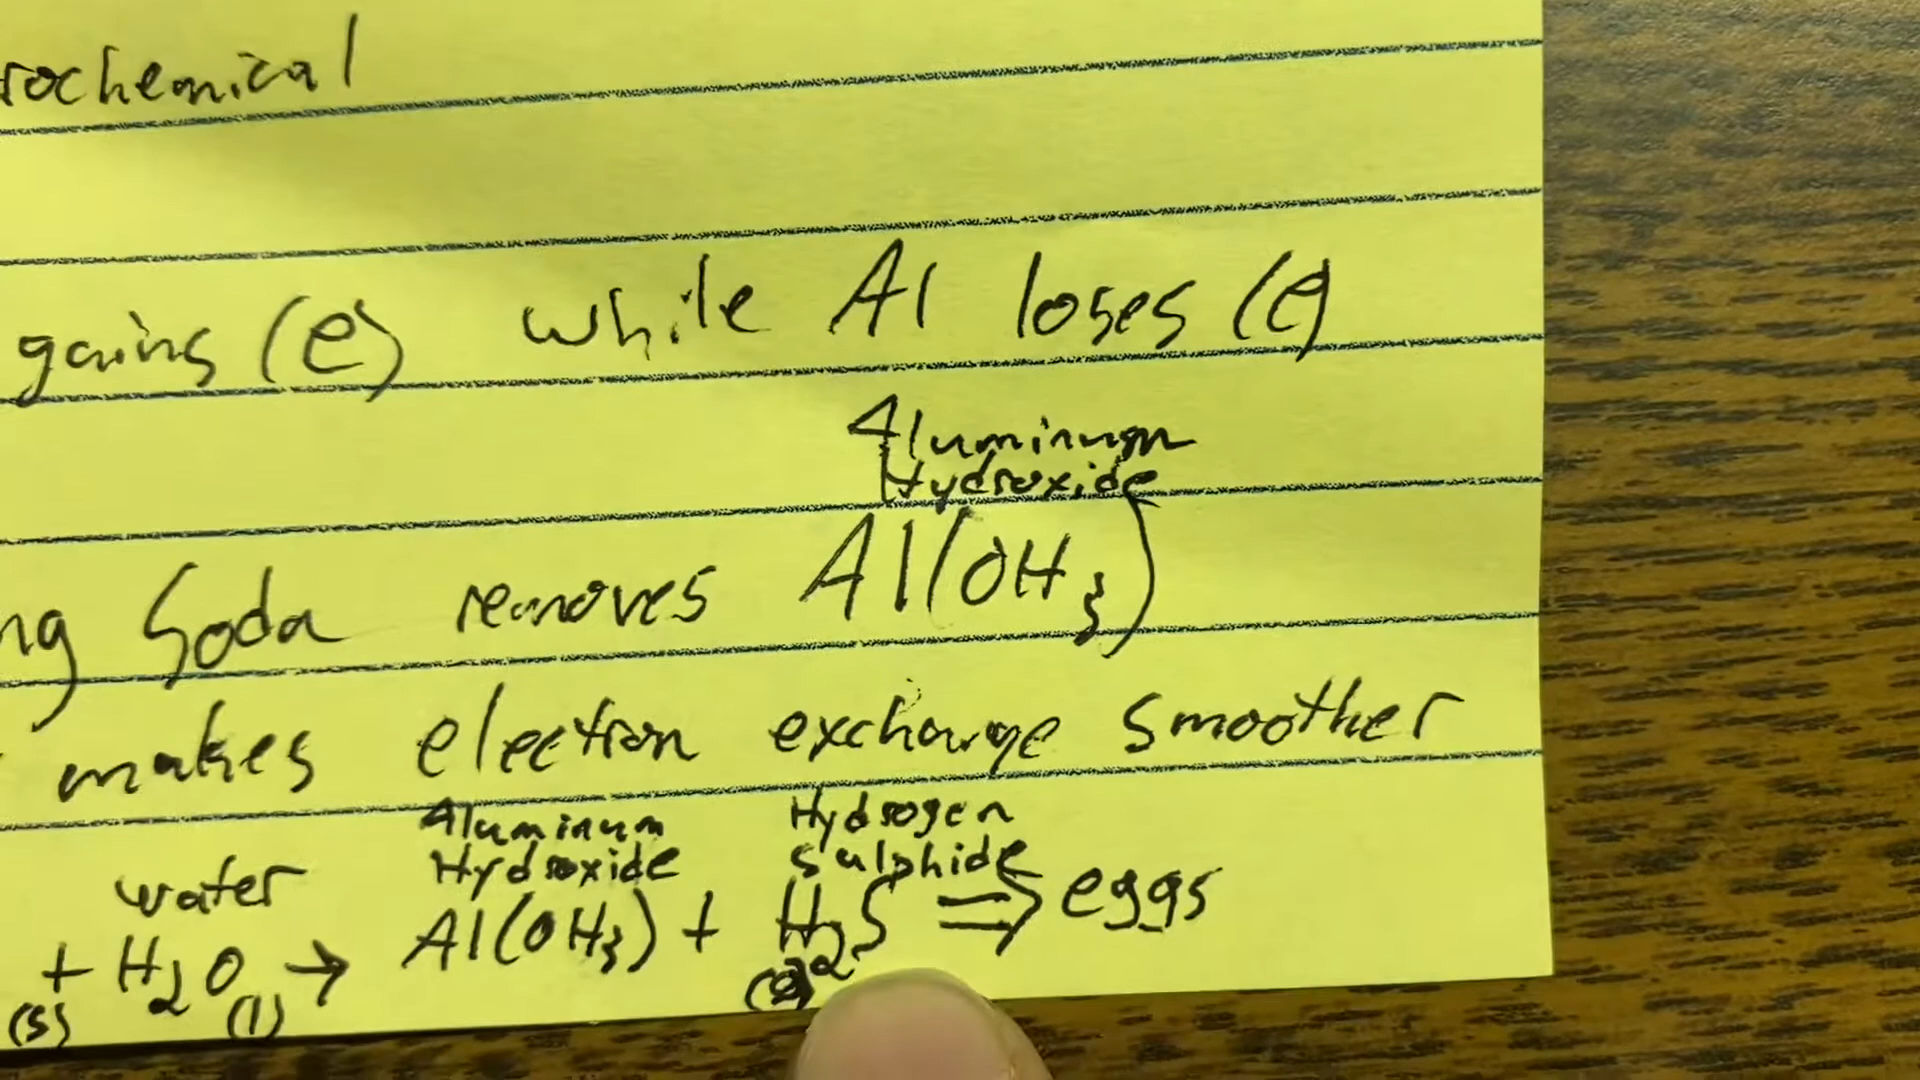 rochemical
gains (e) while Al loses (e)
Aluminum
Hydroxide
ng Soda removes Al(OH₃)
makes electron exchange smoother
Aluminum Hydrogen
water Hydroxide Sulphide
+ H₂O → Al(OH₃) + H₂S ⇒ eggs
(s) (l)